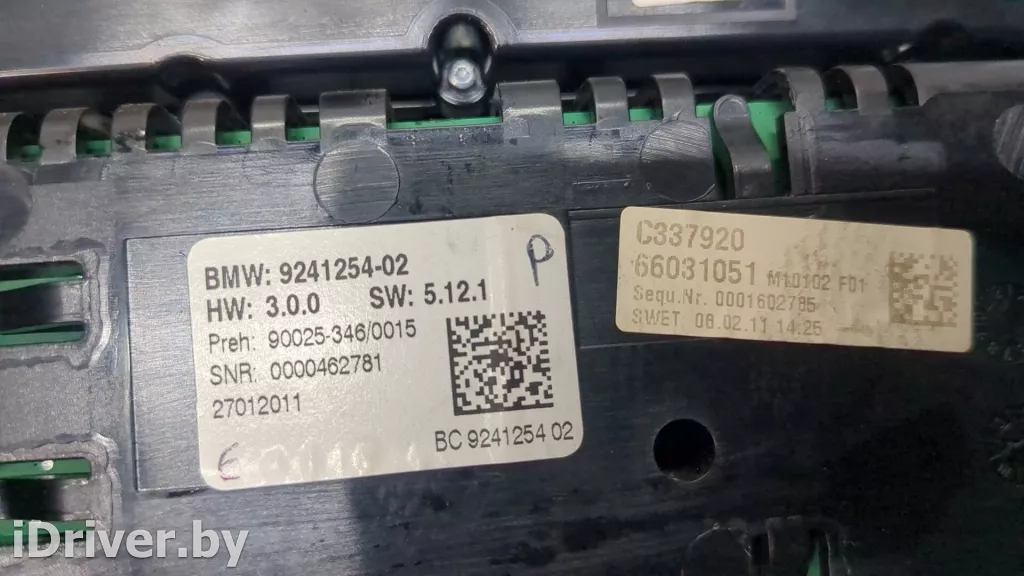 BMW: 9241254-02
HW: 3.0.0 SW: 5.12.1
Preh: 90025-346/0015
SNR: 0000462781
27012011
BC 9241254 02
P
C337920
66031051 M10102 F01
Sequ.Nr. 0001602785
SWET 08.02.11 14:25
iDriver.by